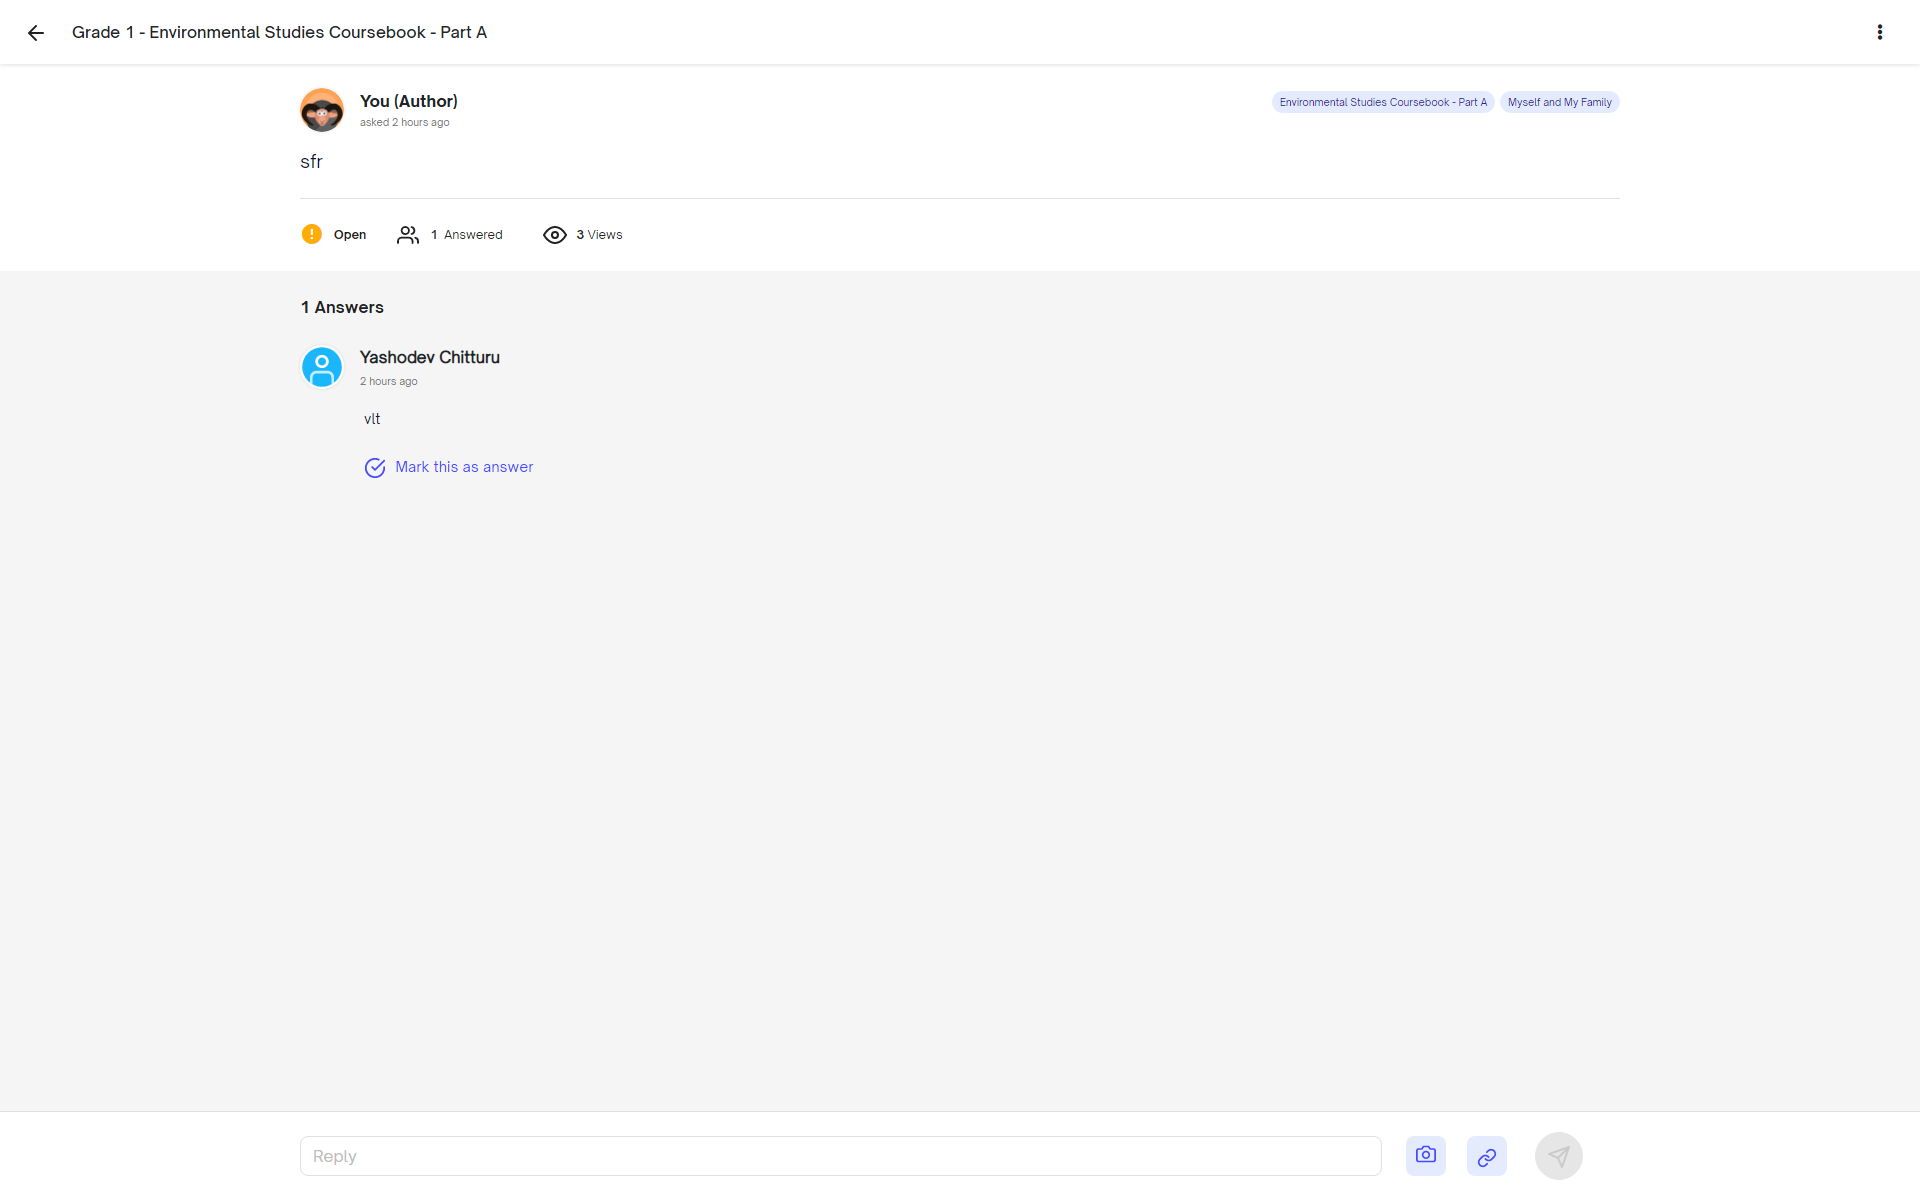 Grade 1 - Environmental Studies Coursebook - Part A
You (Author)
asked 2 hours ago
Environmental Studies Coursebook - Part A
Myself and My Family
sfr
Open
1 Answered
3 Views
1 Answers
Yashodev Chitturu
2 hours ago
vlt
Mark this as answer
Reply